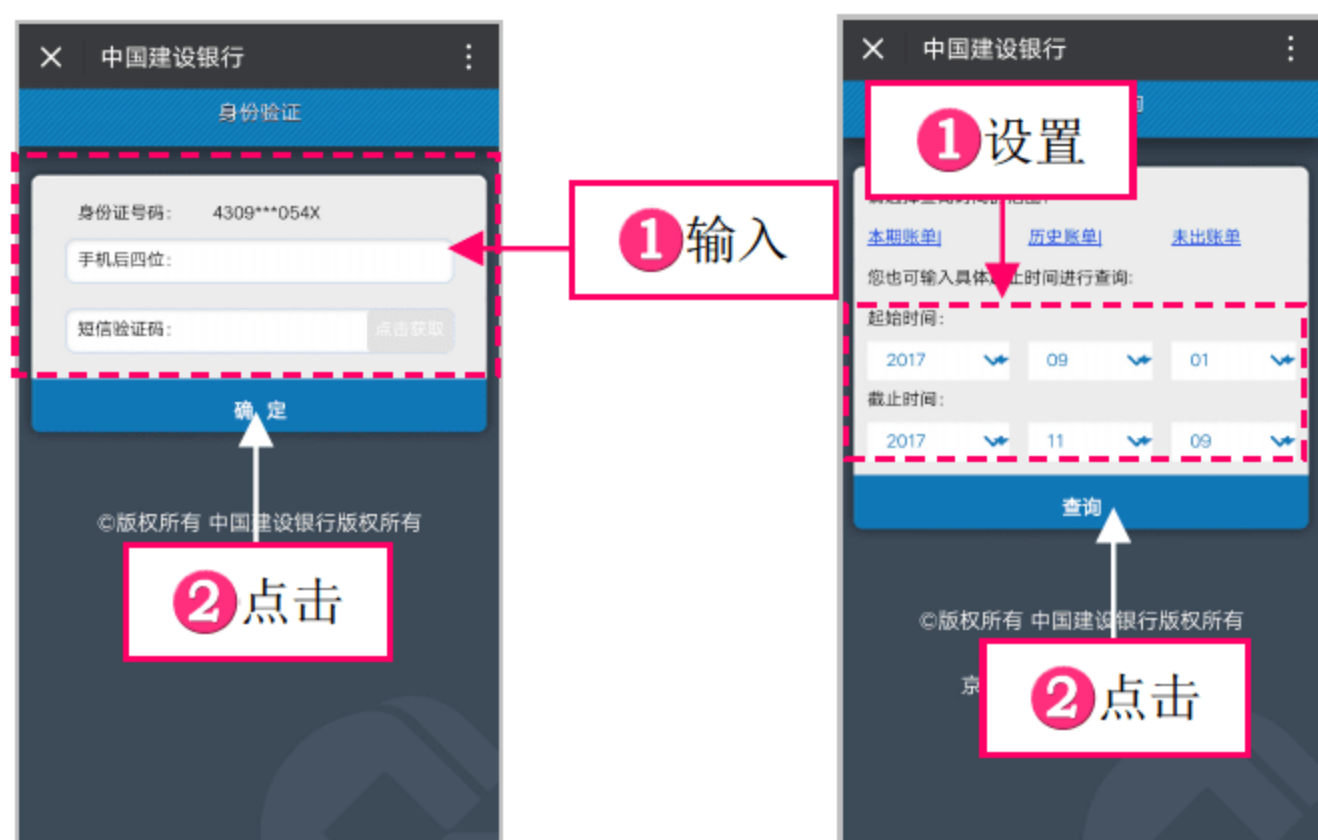 中国建设银行
身份验证
身份证号码: 4309***054X
手机后四位:
短信验证码: 点击获取
确 定
©版权所有 中国建设银行版权所有
❶输入
❷点击
中国建设银行
❶设置
本期账单| 历史账单| 未出账单
您也可输入具体 止时间进行查询:
起始时间:
2017 09 01
截止时间:
2017 11 09
查询
©版权所有 中国建设银行版权所有
京
❷点击